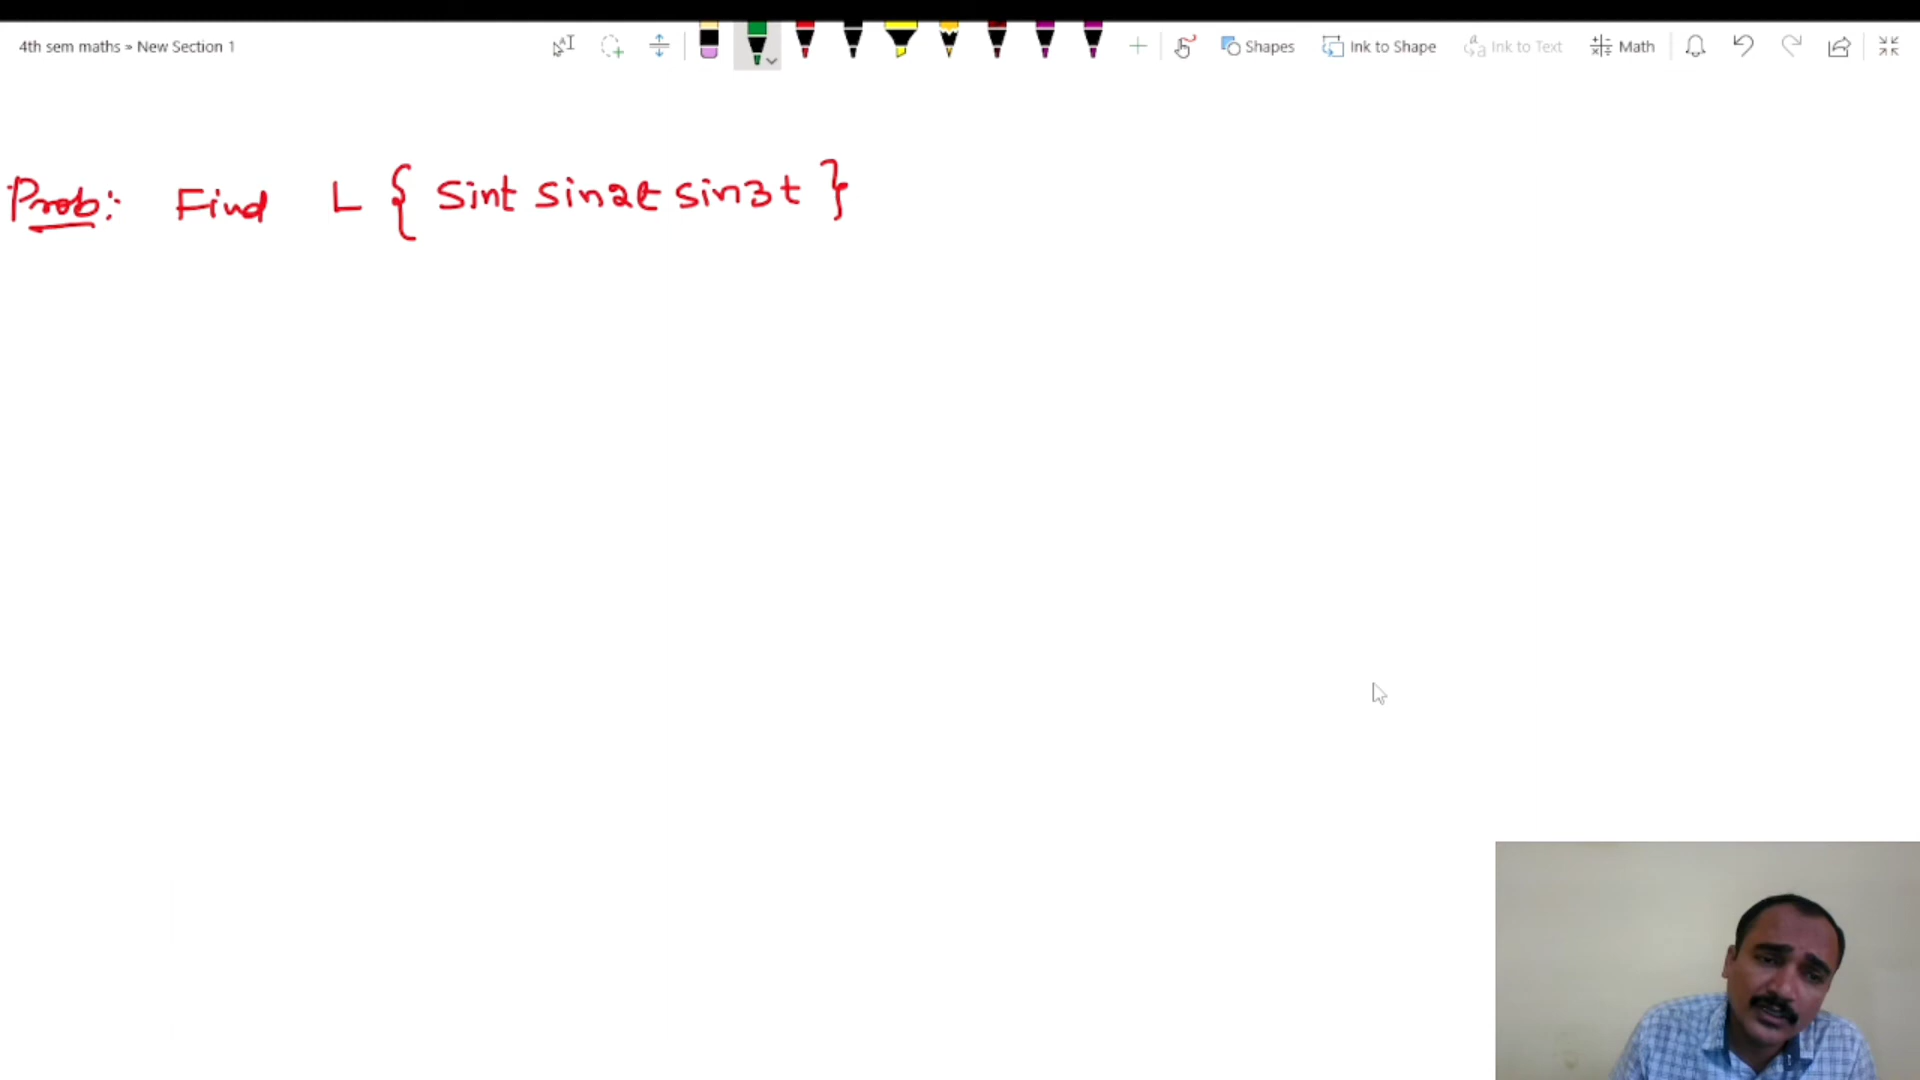 4th sem maths » New Section 1
Shapes Ink to Shape Ink to Text Math
Prob:- Find L { Sint sin2t sin3t }